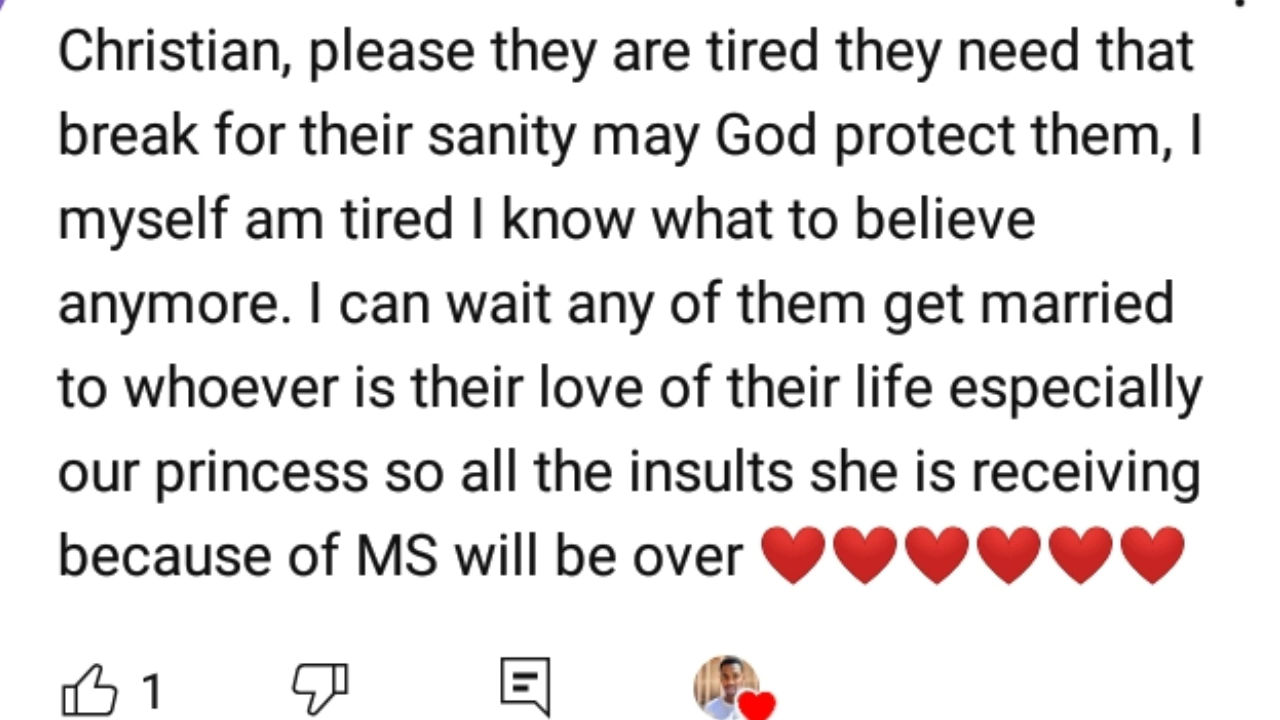 Christian, please they are tired they need that
break for their sanity may God protect them, I
myself am tired I know what to believe
anymore. I can wait any of them get married
to whoever is their love of their life especially
our princess so all the insults she is receiving
because of MS will be over ❤️❤️❤️❤️❤️❤️
1